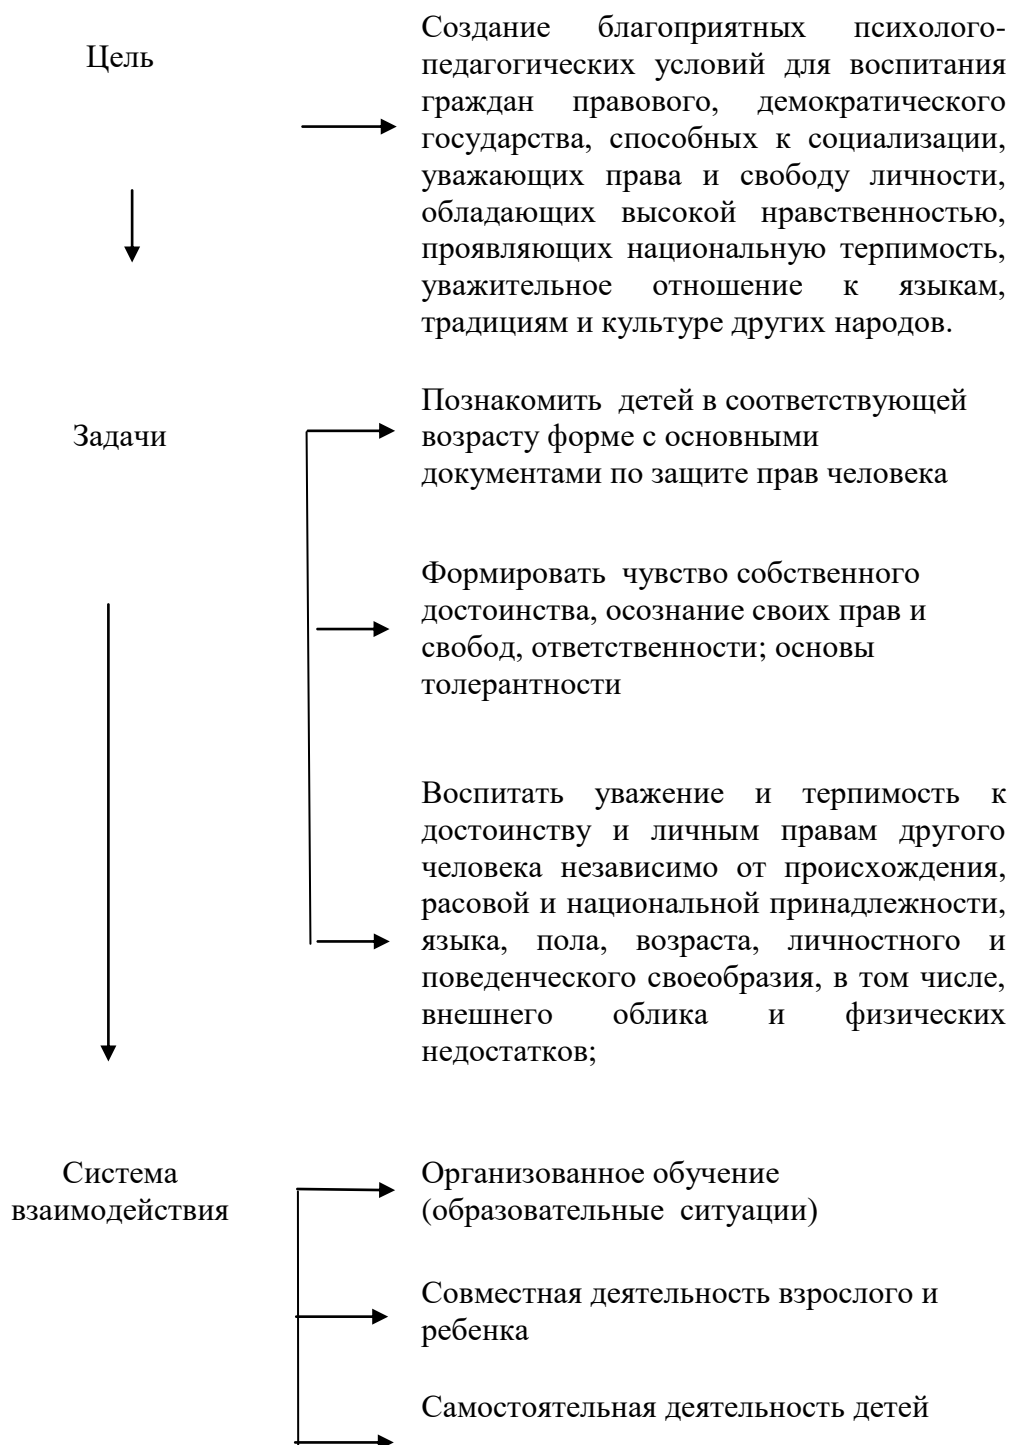 Цель
Создание благоприятных психолого-
педагогических условий для воспитания
граждан правового, демократического
государства, способных к социализации,
уважающих права и свободу личности,
обладающих высокой нравственностью,
проявляющих национальную терпимость,
уважительное отношение к языкам,
традициям и культуре других народов.
Задачи
Познакомить детей в соответствующей
возрасту форме с основными
документами по защите прав человека
Формировать чувство собственного
достоинства, осознание своих прав и
свобод, ответственности; основы
толерантности
Воспитать уважение и терпимость к
достоинству и личным правам другого
человека независимо от происхождения,
расовой и национальной принадлежности,
языка, пола, возраста, личностного и
поведенческого своеобразия, в том числе,
внешнего облика и физических
недостатков;
Система
взаимодействия
Организованное обучение
(образовательные ситуации)
Совместная деятельность взрослого и
ребенка
Самостоятельная деятельность детей